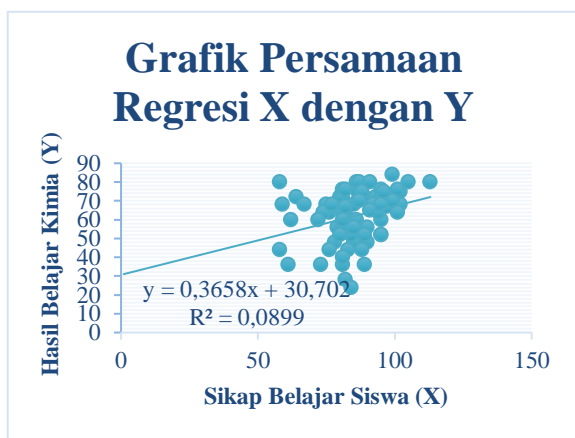 Grafik Persamaan
Regresi X dengan Y
Hasil Belajar Kimia (Y)
90
80
70
60
50
40
30
20
10
0
y = 0,3658x + 30,702
R² = 0,0899
0 50 100 150
Sikap Belajar Siswa (X)